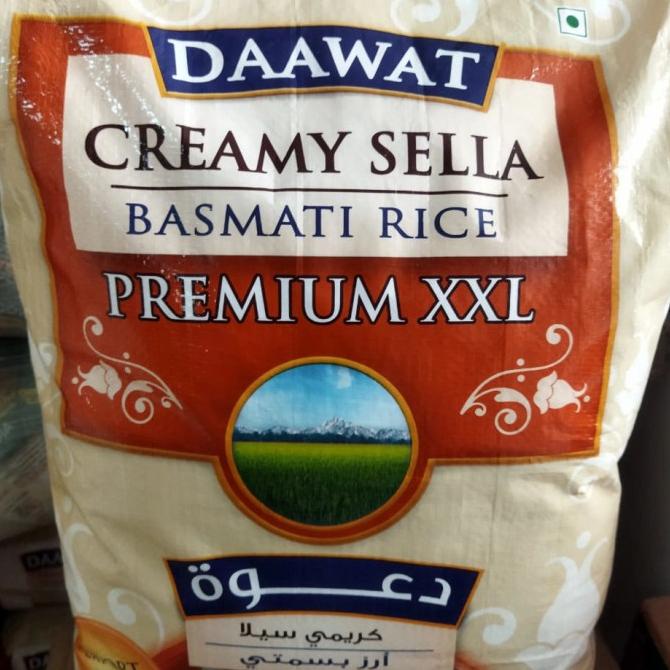 DAAWAT
CREAMY SELLA
BASMATI RICE
PREMIUM XXL
دعوة
كريمي سيلا
أرز بسمتي